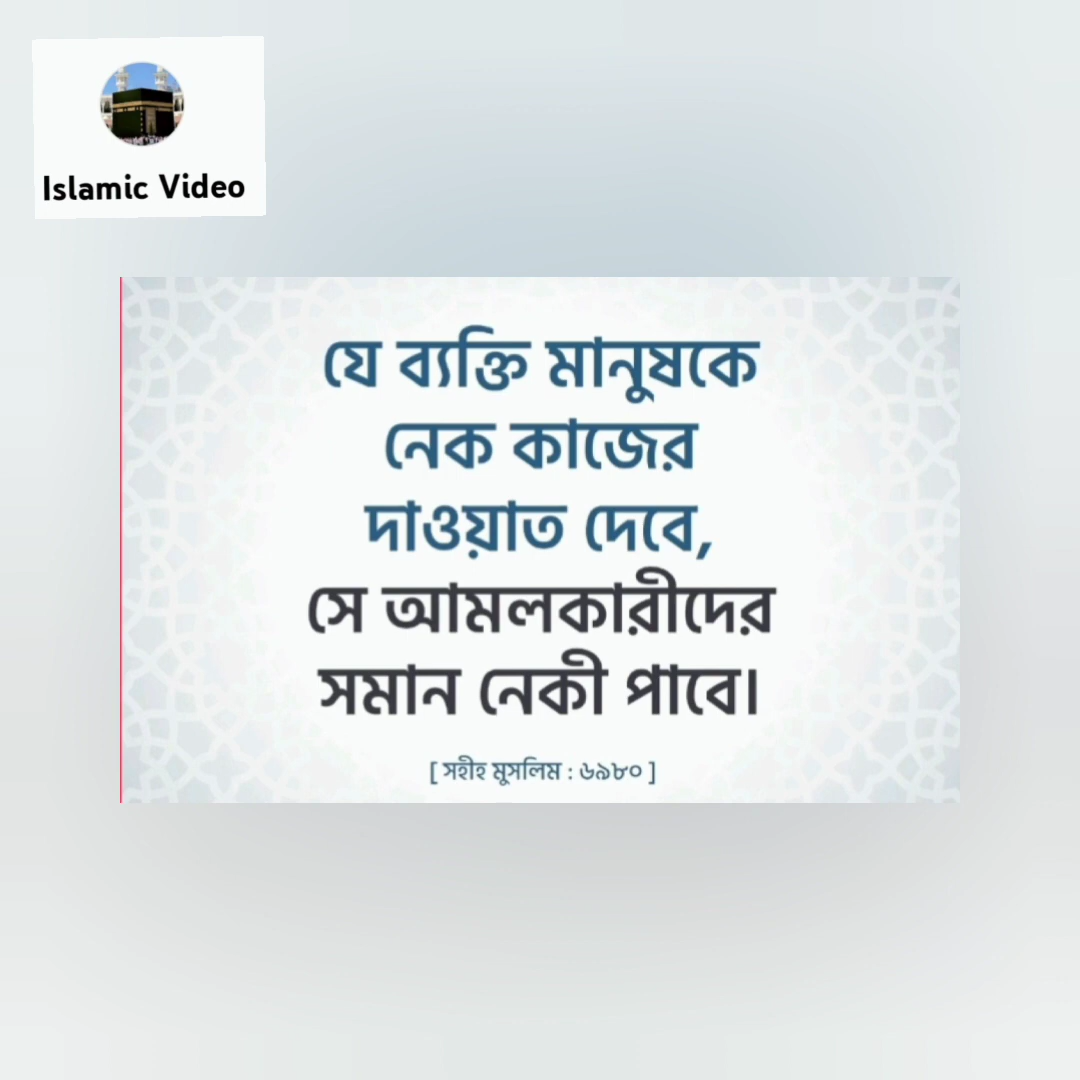 Islamic Video
যে ব্যক্তি মানুষকে
নেক কাজের
দাওয়াত দেবে,
সে আমলকারীদের
সমান নেকী পাবে।
[ সহীহ মুসলিম : ৬৯৮০ ]